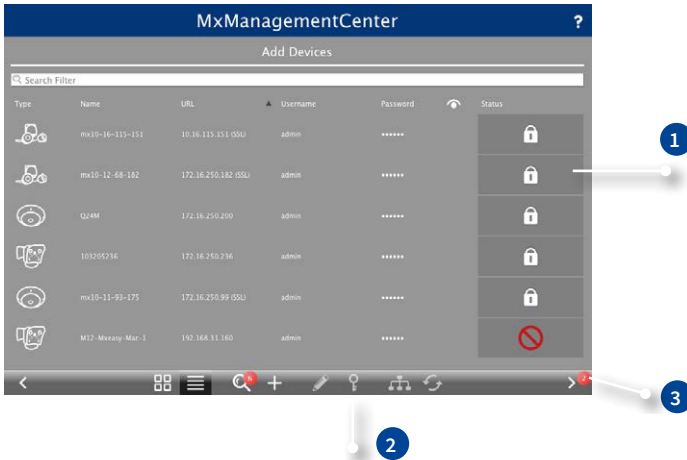 MxManagementCenter ?
Add Devices
Search Filter
Type Name URL Username Password Status
mx10-16-115-151 10.16.115.151 (SSL) admin ••••••
mx10-12-68-182 172.16.250.182 (SSL) admin ••••••
Q24M 172.16.250.200 admin ••••••
103205236 172.16.250.236 admin ••••••
mx10-11-93-175 172.16.250.99 (SSL) admin ••••••
M12-Mxeasy-Mac-1 192.168.31.160 admin ••••••
6 2
1
2
3